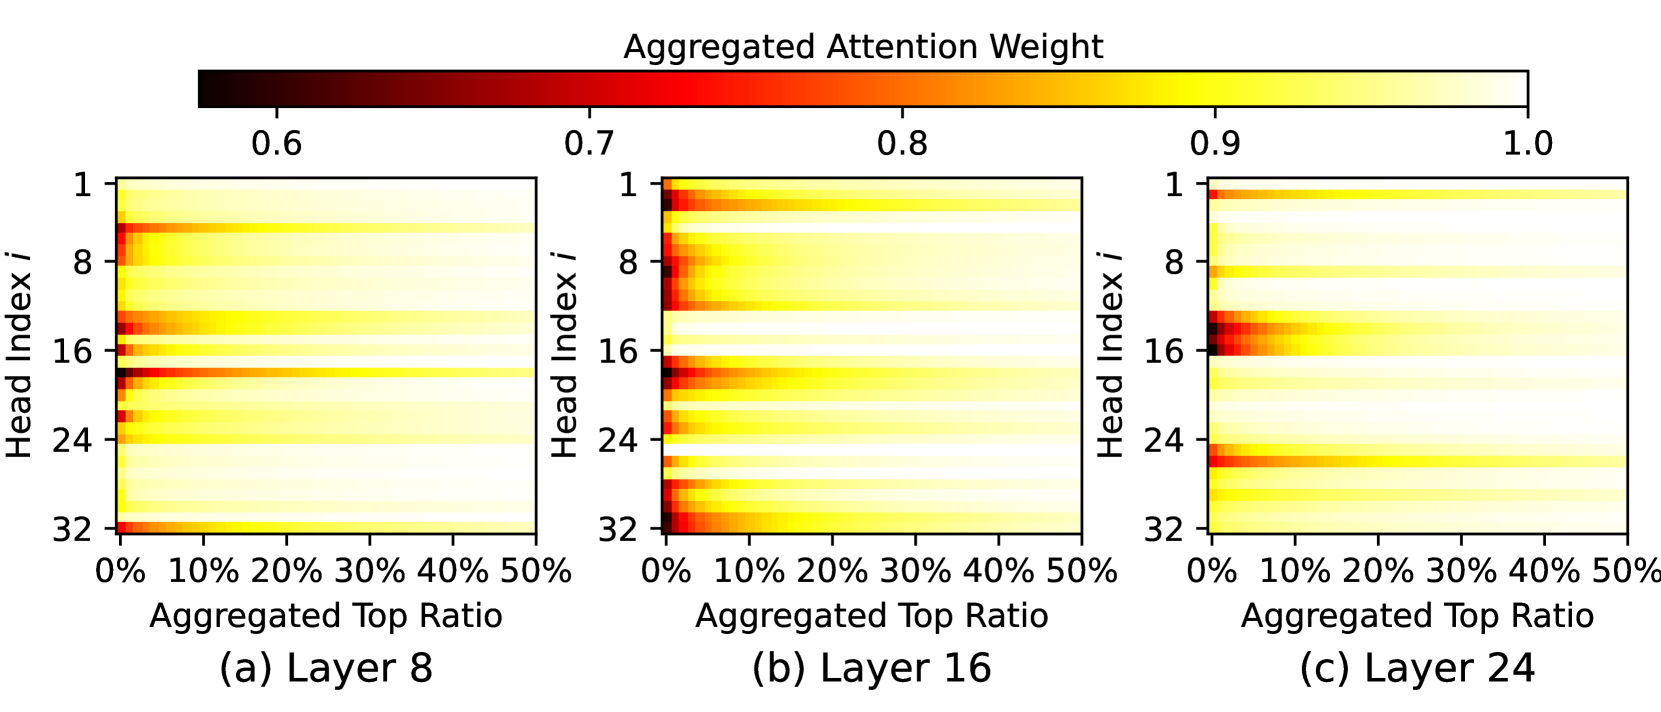 Aggregated Attention Weight
0.6 0.7 0.8 0.9 1.0
1
8
16
24
32
Head Index i
0% 10% 20% 30% 40% 50%
Aggregated Top Ratio
(a) Layer 8
1
8
16
24
32
Head Index i
0% 10% 20% 30% 40% 50%
Aggregated Top Ratio
(b) Layer 16
1
8
16
24
32
Head Index i
0% 10% 20% 30% 40% 50%
Aggregated Top Ratio
(c) Layer 24